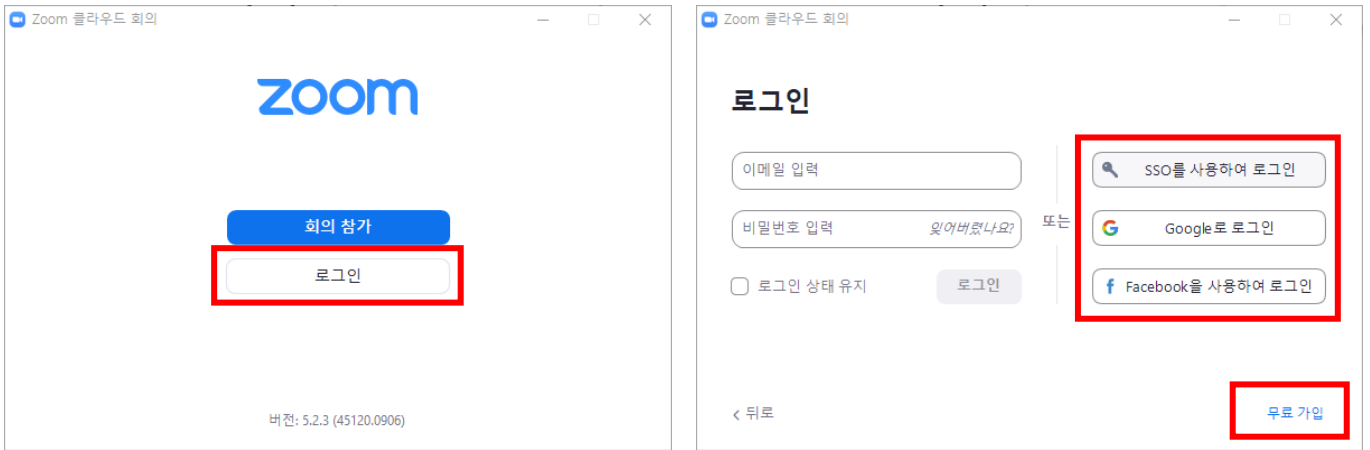 Zoom 클라우드 회의
zoom
회의 참가
로그인
버전: 5.2.3 (45120.0906)
Zoom 클라우드 회의
로그인
이메일 입력
비밀번호 입력 잊어버렸나요?
로그인 상태 유지 로그인
또는
SSO를 사용하여 로그인
Google로 로그인
Facebook을 사용하여 로그인
뒤로
무료 가입